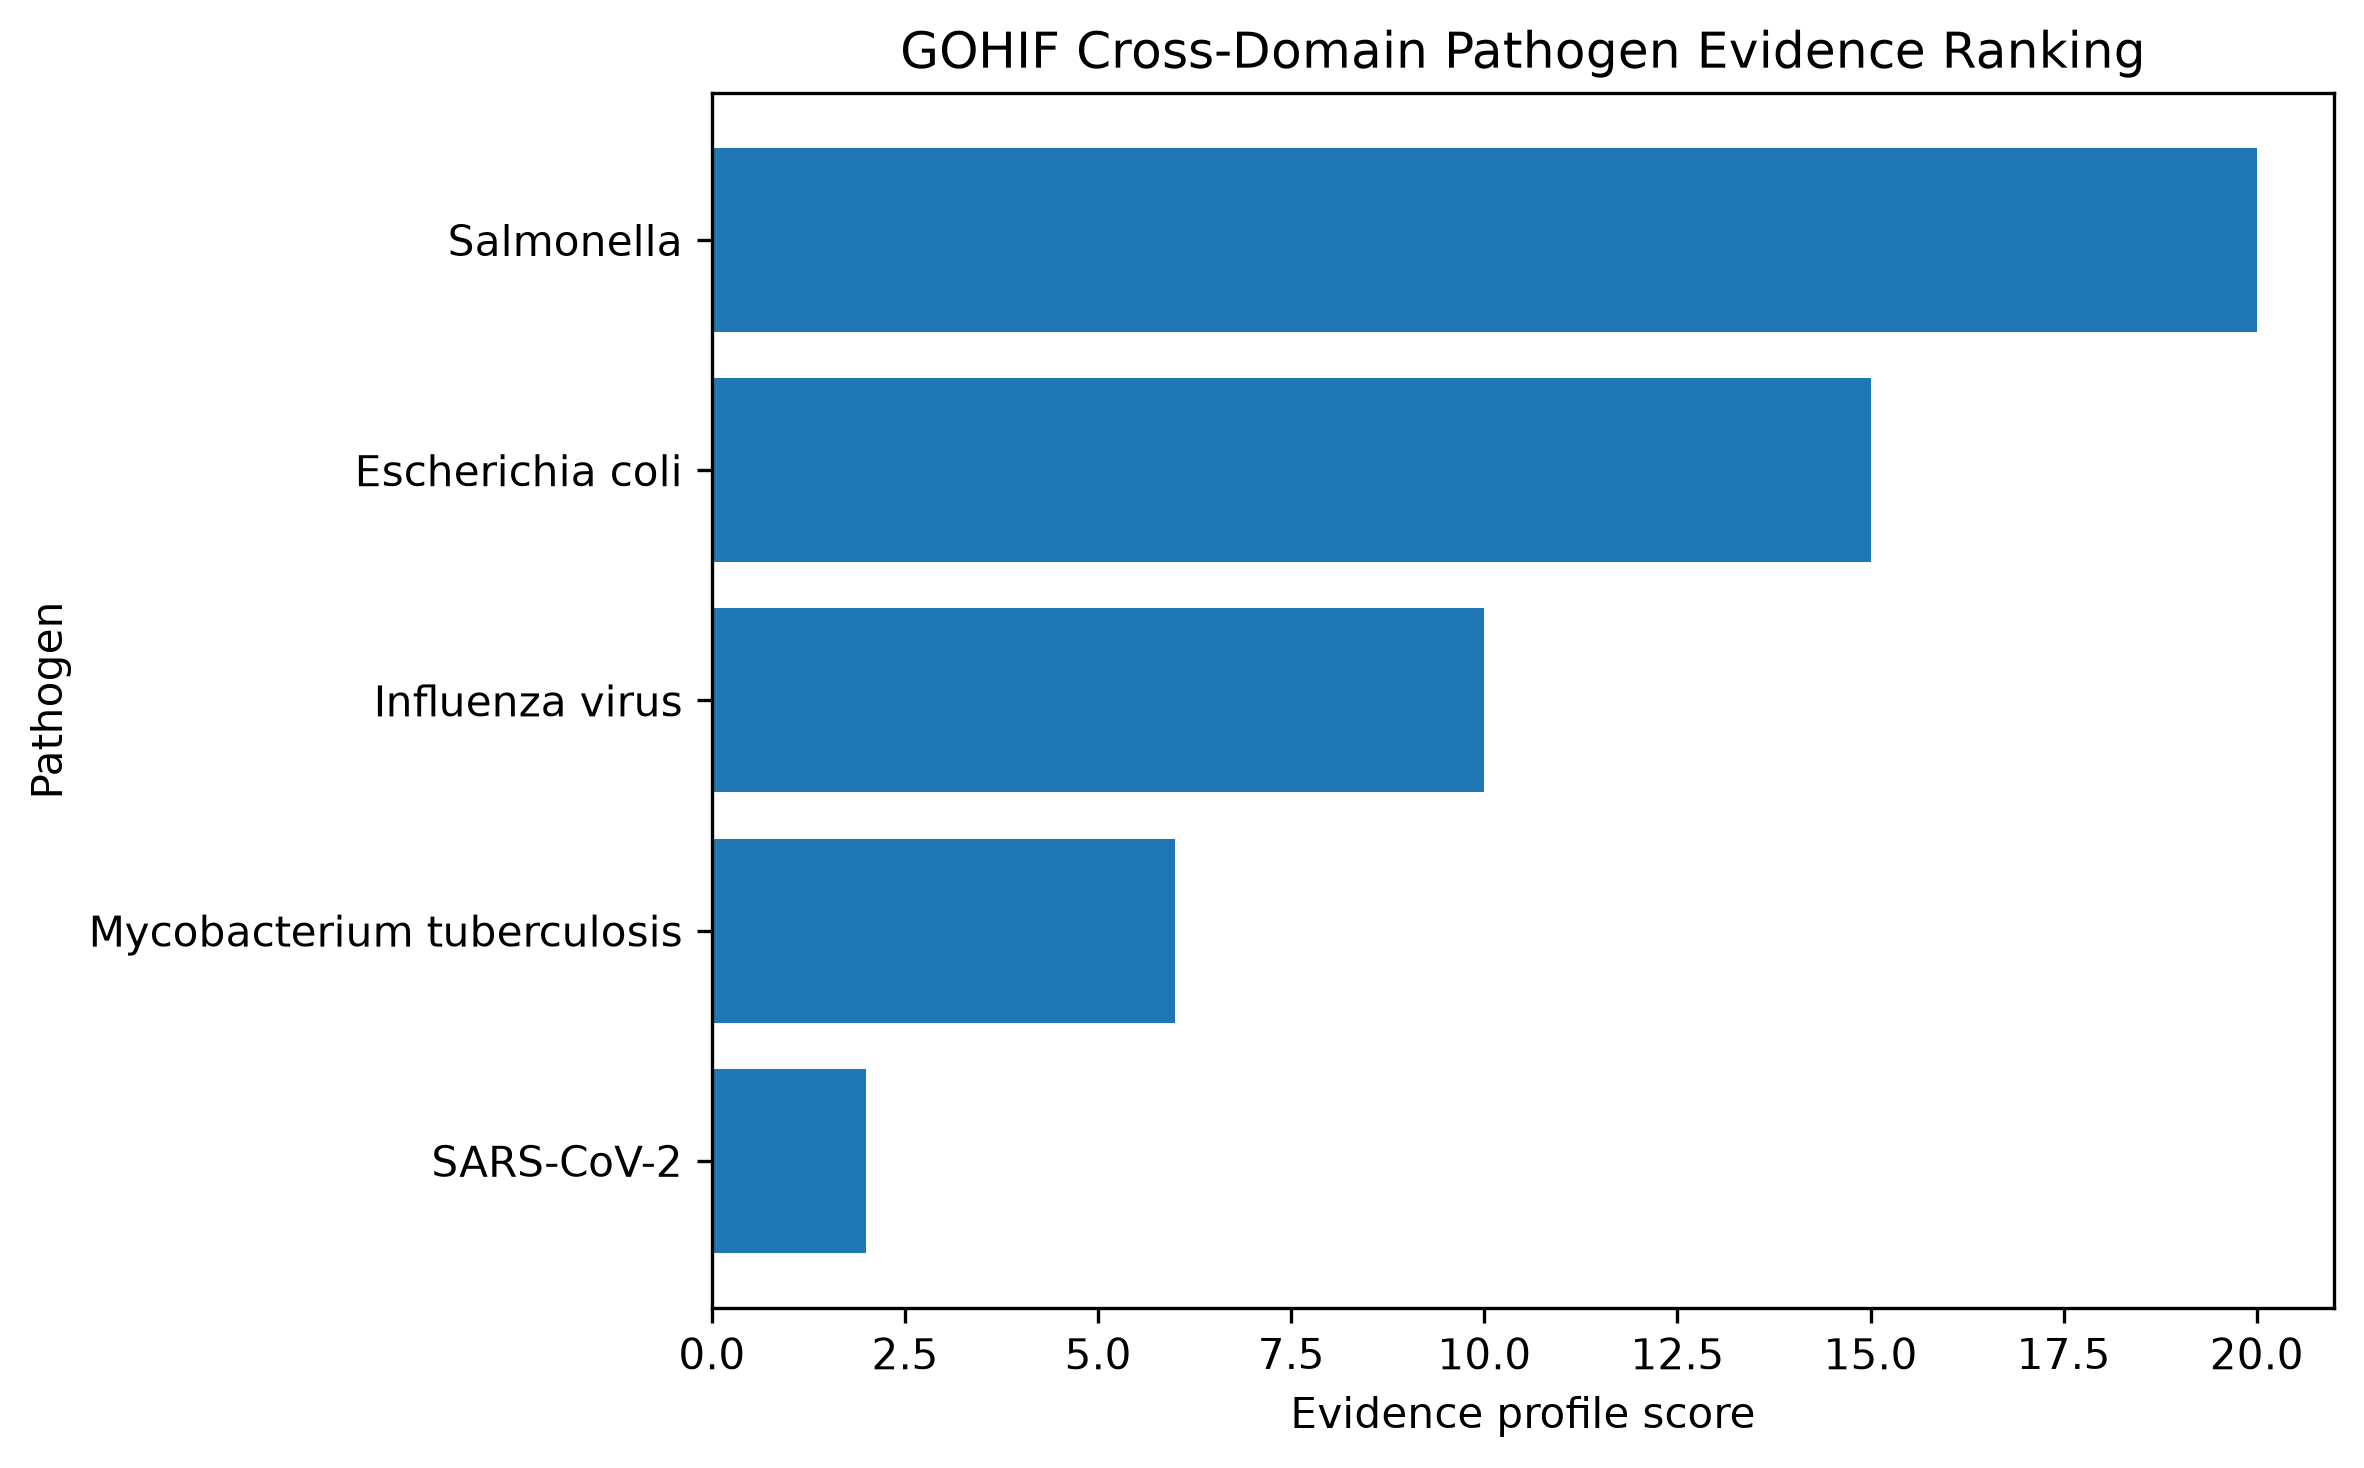 GOHIF Cross-Domain Pathogen Evidence Ranking
Pathogen
Salmonella
Escherichia coli
Influenza virus
Mycobacterium tuberculosis
SARS-CoV-2
0.0 2.5 5.0 7.5 10.0 12.5 15.0 17.5 20.0
Evidence profile score